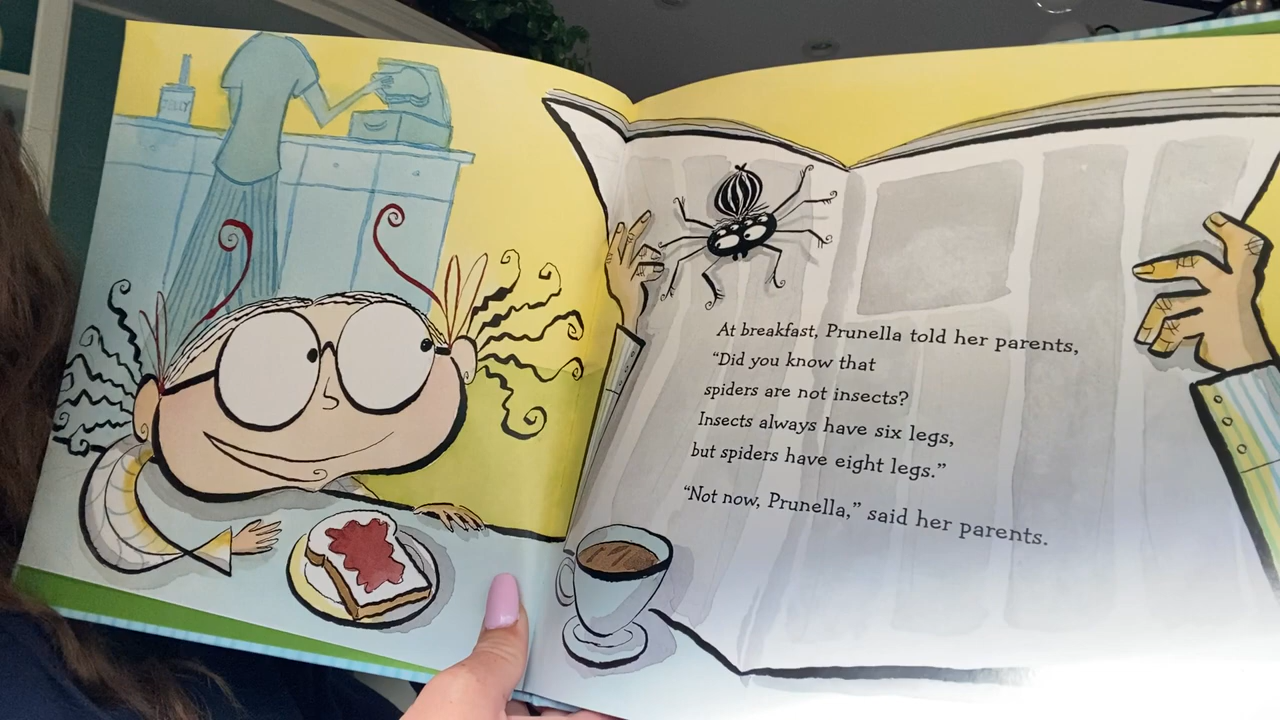 JELLY
At breakfast, Prunella told her parents,
“Did you know that
spiders are not insects?
Insects always have six legs,
but spiders have eight legs.”
“Not now, Prunella,” said her parents.